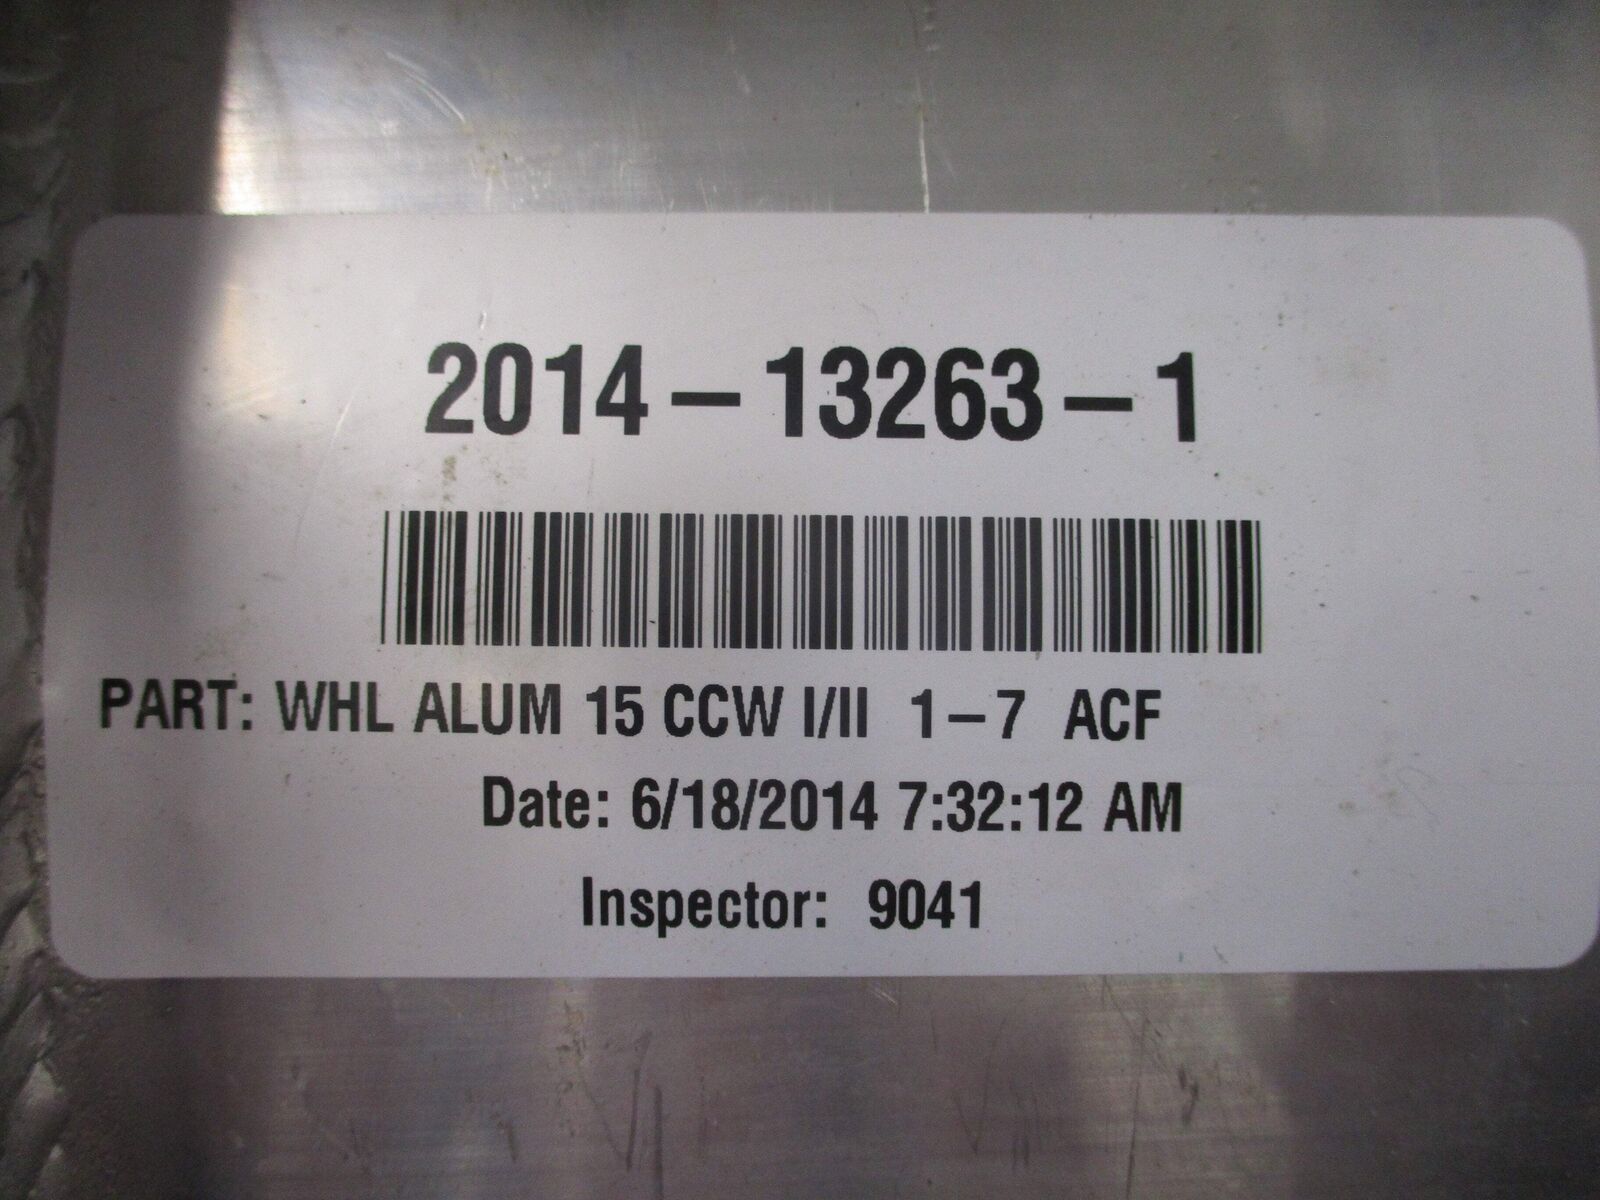 2014-13263-1
PART: WHL ALUM 15 CCW I/II 1-7 ACF
Date: 6/18/2014 7:32:12 AM
Inspector: 9041